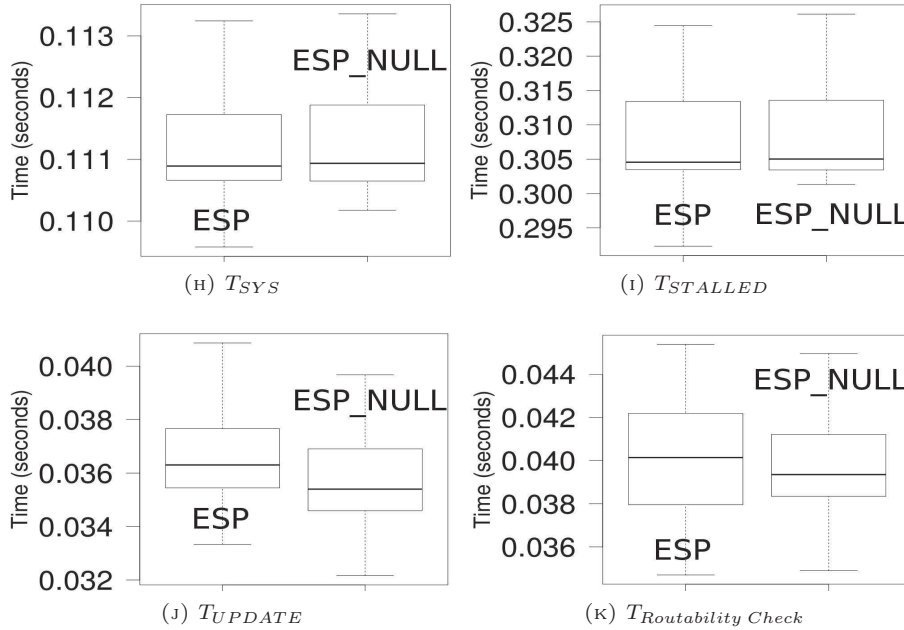 Time (seconds)
0.113
0.112
0.111
0.110
ESP
ESP_NULL
(H) T_SYS
Time (seconds)
0.325
0.320
0.315
0.310
0.305
0.300
0.295
ESP
ESP_NULL
(I) T_STALLED
Time (seconds)
0.040
0.038
0.036
0.034
0.032
ESP
ESP_NULL
(J) T_UPDATE
Time (seconds)
0.044
0.042
0.040
0.038
0.036
ESP
ESP_NULL
(K) T_Routability Check